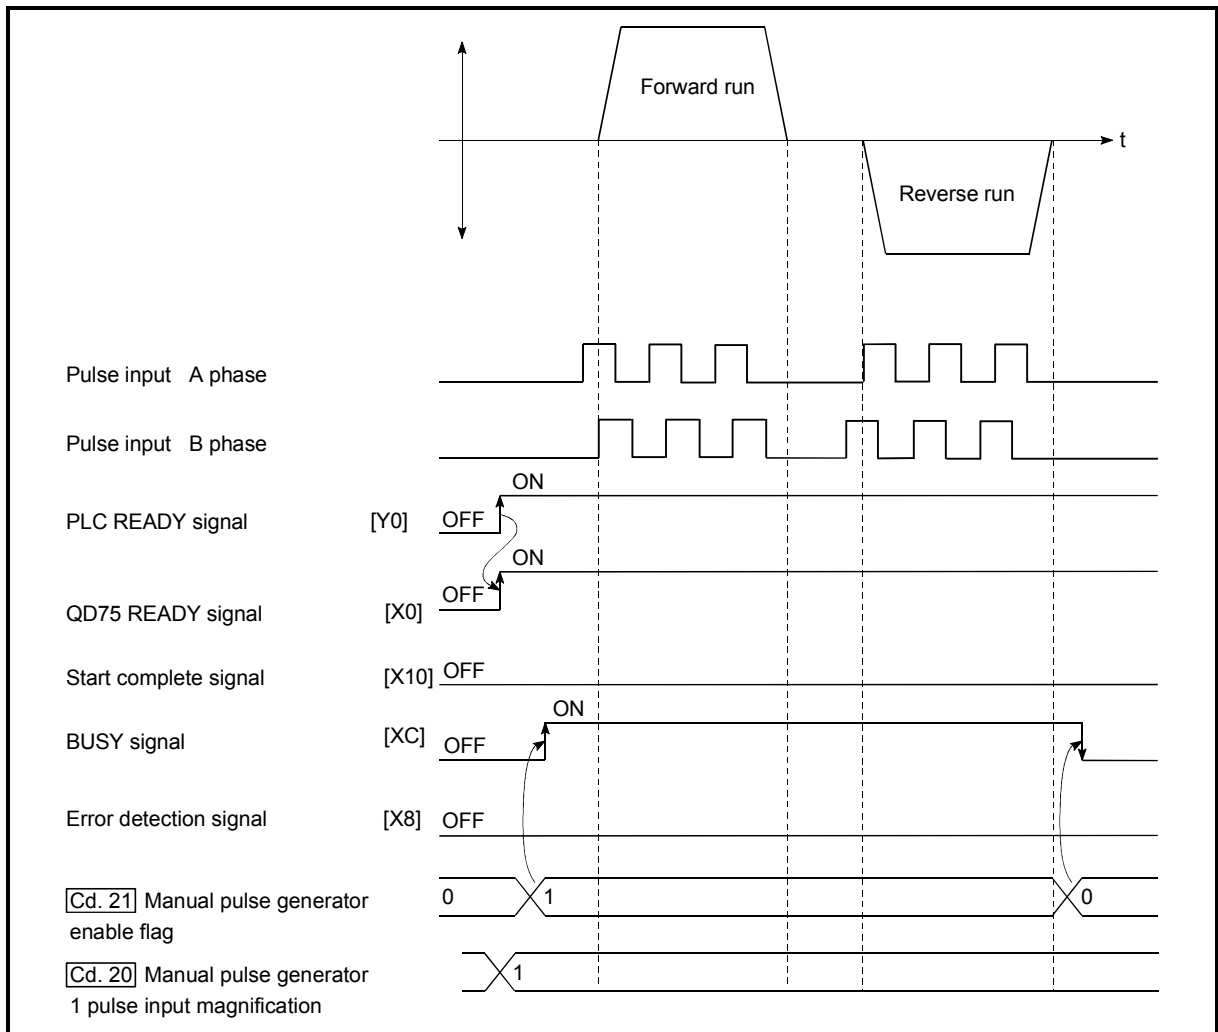 Forward run
t
Reverse run
Pulse input A phase
Pulse input B phase
ON
PLC READY signal [Y0] OFF
ON
OFF
QD75 READY signal [X0]
Start complete signal [X10] OFF
ON
BUSY signal [XC] OFF
Error detection signal [X8] OFF
Cd. 21 Manual pulse generator 0 1 0
enable flag
Cd. 20 Manual pulse generator 1
1 pulse input magnification